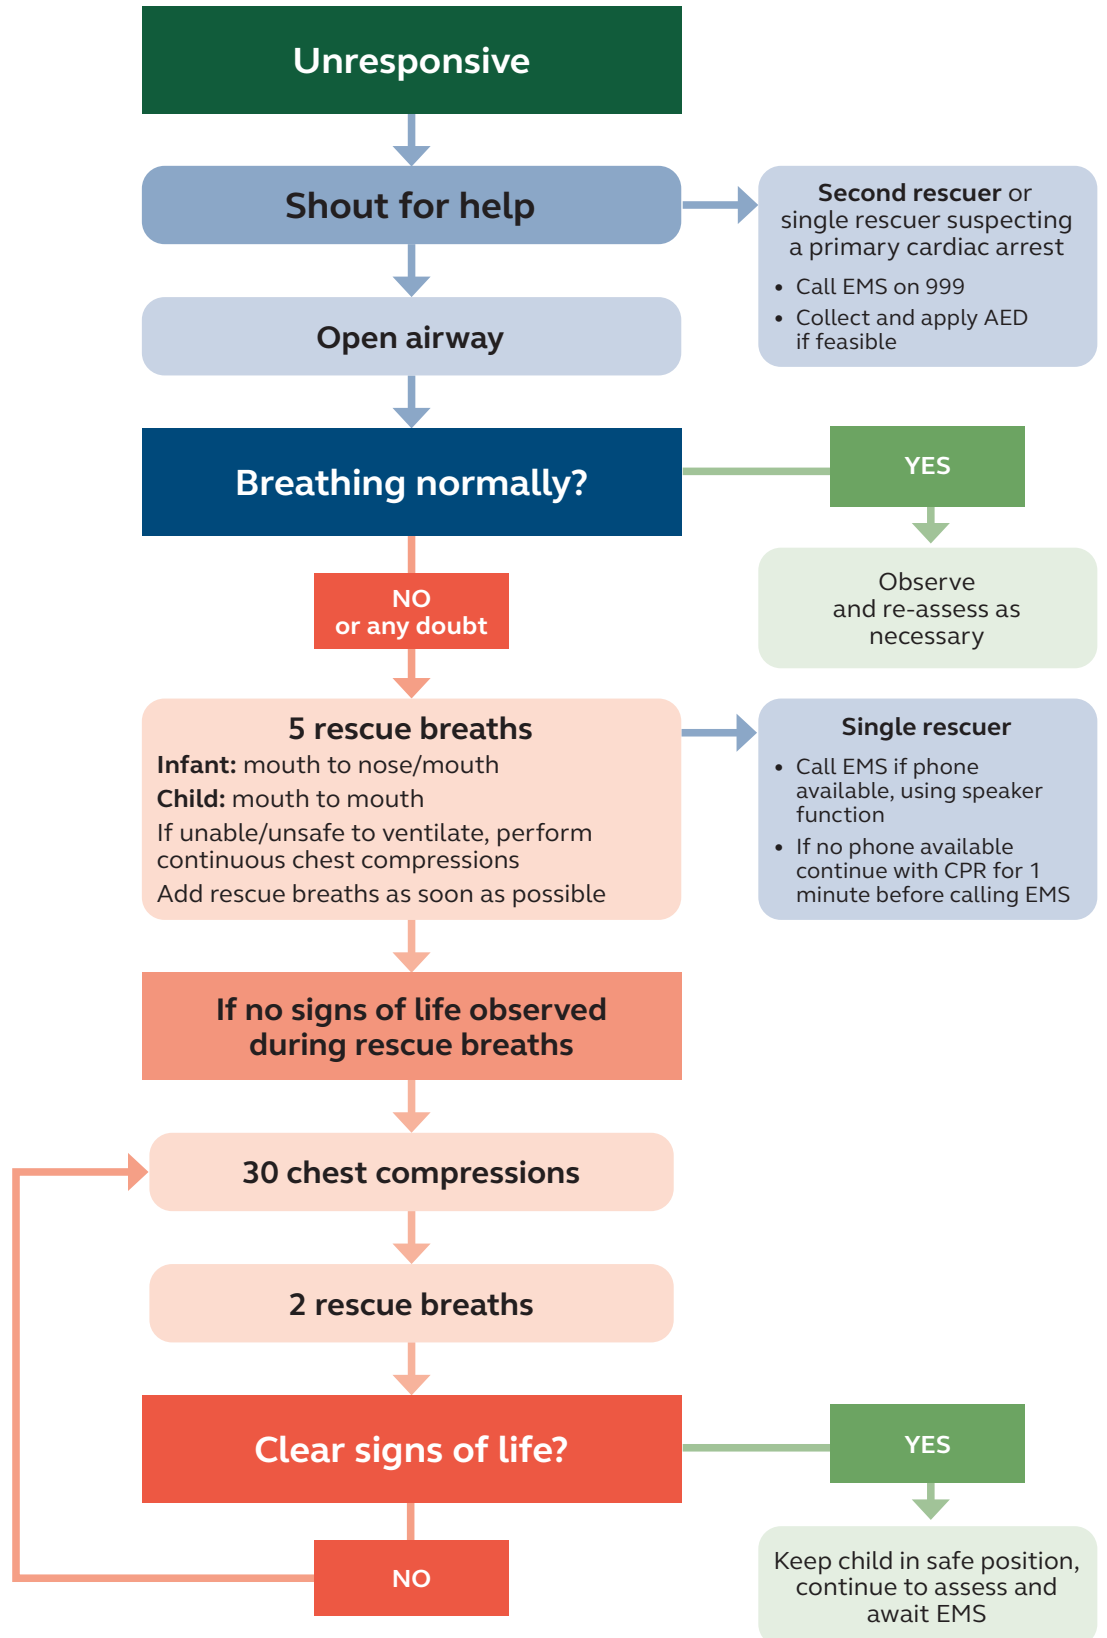 Unresponsive
Shout for help
Second rescuer or
single rescuer suspecting
a primary cardiac arrest
• Call EMS on 999
• Collect and apply AED
if feasible
Open airway
Breathing normally?
YES
Observe
and re-assess as
necessary
NO
or any doubt
5 rescue breaths
Infant: mouth to nose/mouth
Child: mouth to mouth
If unable/unsafe to ventilate, perform
continuous chest compressions
Add rescue breaths as soon as possible
Single rescuer
• Call EMS if phone
available, using speaker
function
• If no phone available
continue with CPR for 1
minute before calling EMS
If no signs of life observed
during rescue breaths
30 chest compressions
2 rescue breaths
Clear signs of life?
YES
Keep child in safe position,
continue to assess and
await EMS
NO